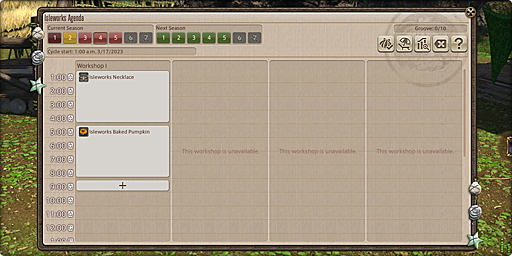 Isleworks Agenda
Current Season
Next Season
Groove: 0/10
1 2 3 4 5 6 7
1 2 3 4 5 6 7
Cycle start: 1:00 a.m. 3/17/2023
Workshop I
1:00
Isleworks Necklace
2:00
3:00
4:00
5:00
Isleworks Baked Pumpkin
6:00
This workshop is unavailable.
This workshop is unavailable.
This workshop is unavailable.
7:00
8:00
9:00
+
10:00
11:00
12:00
1:00